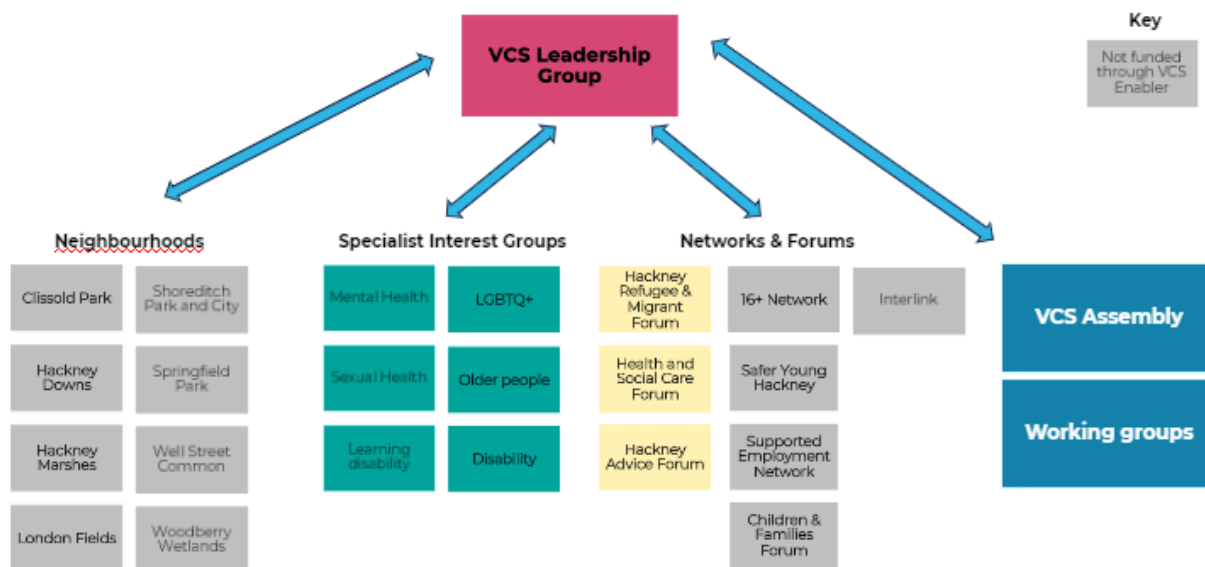 VCS Leadership
Group
Key
Not funded
through VCS
Enabler
Neighbourhoods
Clissold Park
Shoreditch
Park and City
Hackney
Downs
Springfield
Park
Hackney
Marshes
Well Street
Common
London Fields
Woodberry
Wetlands
Specialist Interest Groups
Mental Health
LGBTQ+
Sexual Health
Older people
Learning
disability
Disability
Networks & Forums
Hackney
Refugee &
Migrant
Forum
16+ Network
Interlink
Health and
Social Care
Forum
Safer Young
Hackney
Hackney
Advice Forum
Supported
Employment
Network
Children &
Families
Forum
VCS Assembly
Working groups